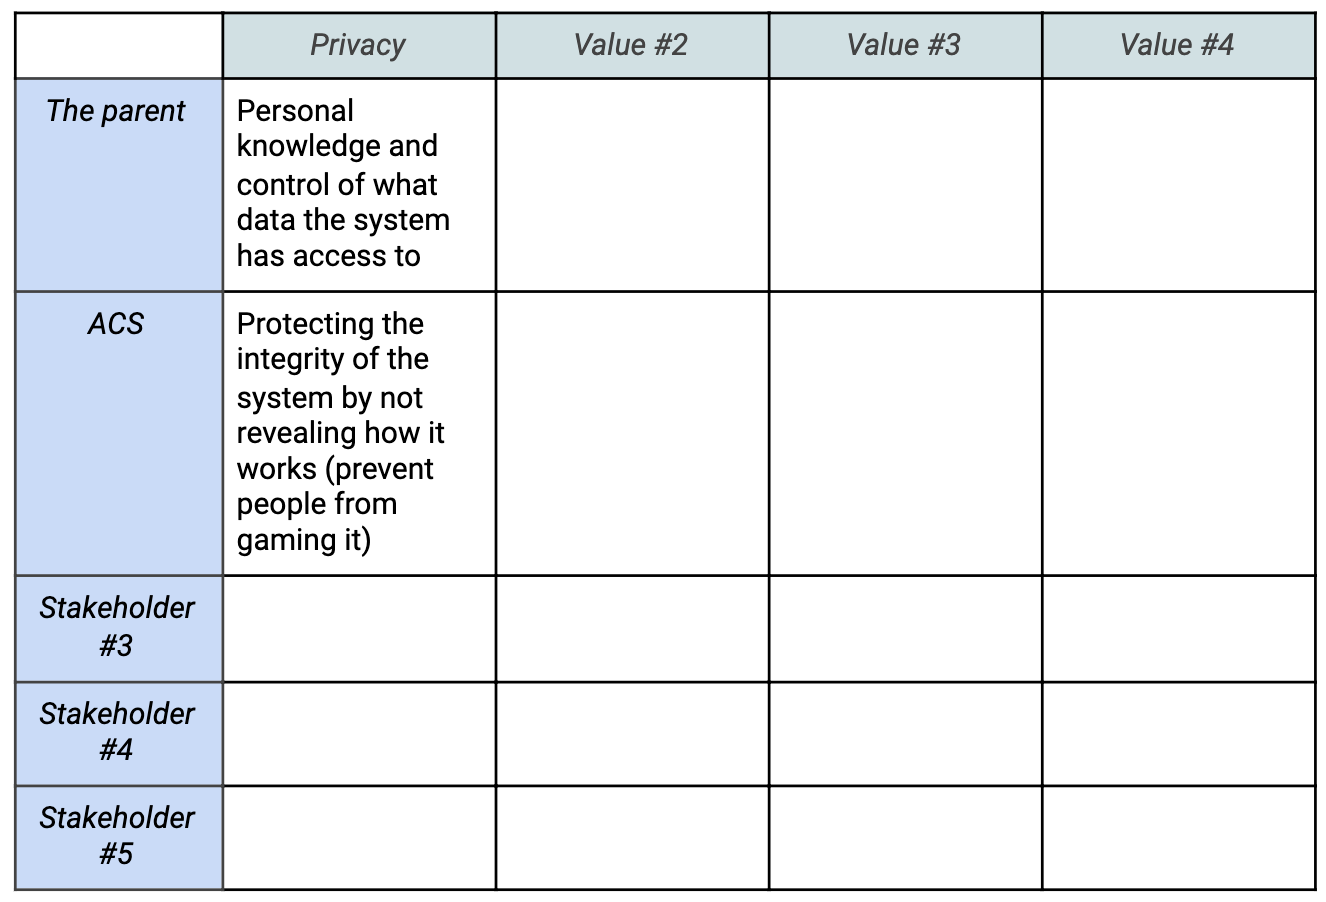 Privacy
Value #2
Value #3
Value #4
The parent
Personal
knowledge and
control of what
data the system
has access to
ACS
Protecting the
integrity of the
system by not
revealing how it
works (prevent
people from
gaming it)
Stakeholder
#3
Stakeholder
#4
Stakeholder
#5